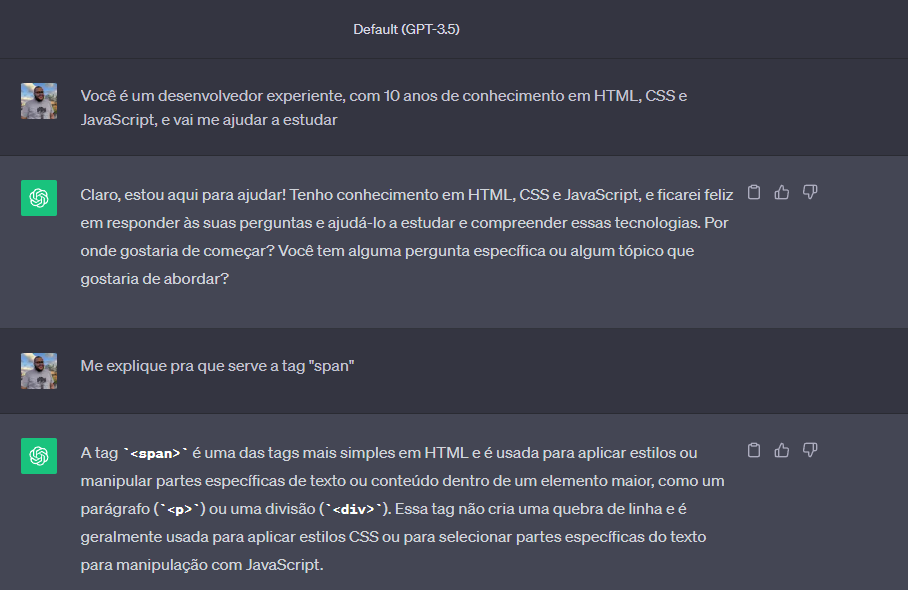 Default (GPT-3.5)
Você é um desenvolvedor experiente, com 10 anos de conhecimento em HTML, CSS e
JavaScript, e vai me ajudar a estudar
Claro, estou aqui para ajudar! Tenho conhecimento em HTML, CSS e JavaScript, e ficarei feliz
em responder às suas perguntas e ajudá-lo a estudar e compreender essas tecnologias. Por
onde gostaria de começar? Você tem alguma pergunta específica ou algum tópico que
gostaria de abordar?
Me explique pra que serve a tag "span"
A tag `<span>` é uma das tags mais simples em HTML e é usada para aplicar estilos ou
manipular partes específicas de texto ou conteúdo dentro de um elemento maior, como um
parágrafo (`<p>`) ou uma divisão (`<div>`). Essa tag não cria uma quebra de linha e é
geralmente usada para aplicar estilos CSS ou para selecionar partes específicas do texto
para manipulação com JavaScript.